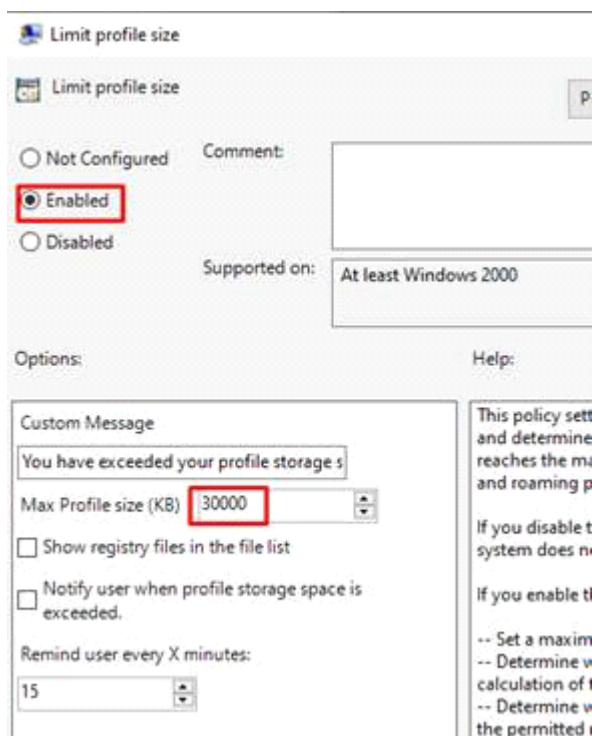 Limit profile size
Limit profile size
P
Not Configured
Comment:
Enabled
Disabled
Supported on:
At least Windows 2000
Options:
Help:
Custom Message
You have exceeded your profile storage s
Max Profile size (KB)
30000
Show registry files in the file list
Notify user when profile storage space is
exceeded.
Remind user every X minutes:
15
This policy sett
and determine
reaches the ma
and roaming p
If you disable t
system does n
If you enable th
-- Set a maxim
-- Determine w
calculation of t
-- Determine w
the permitted